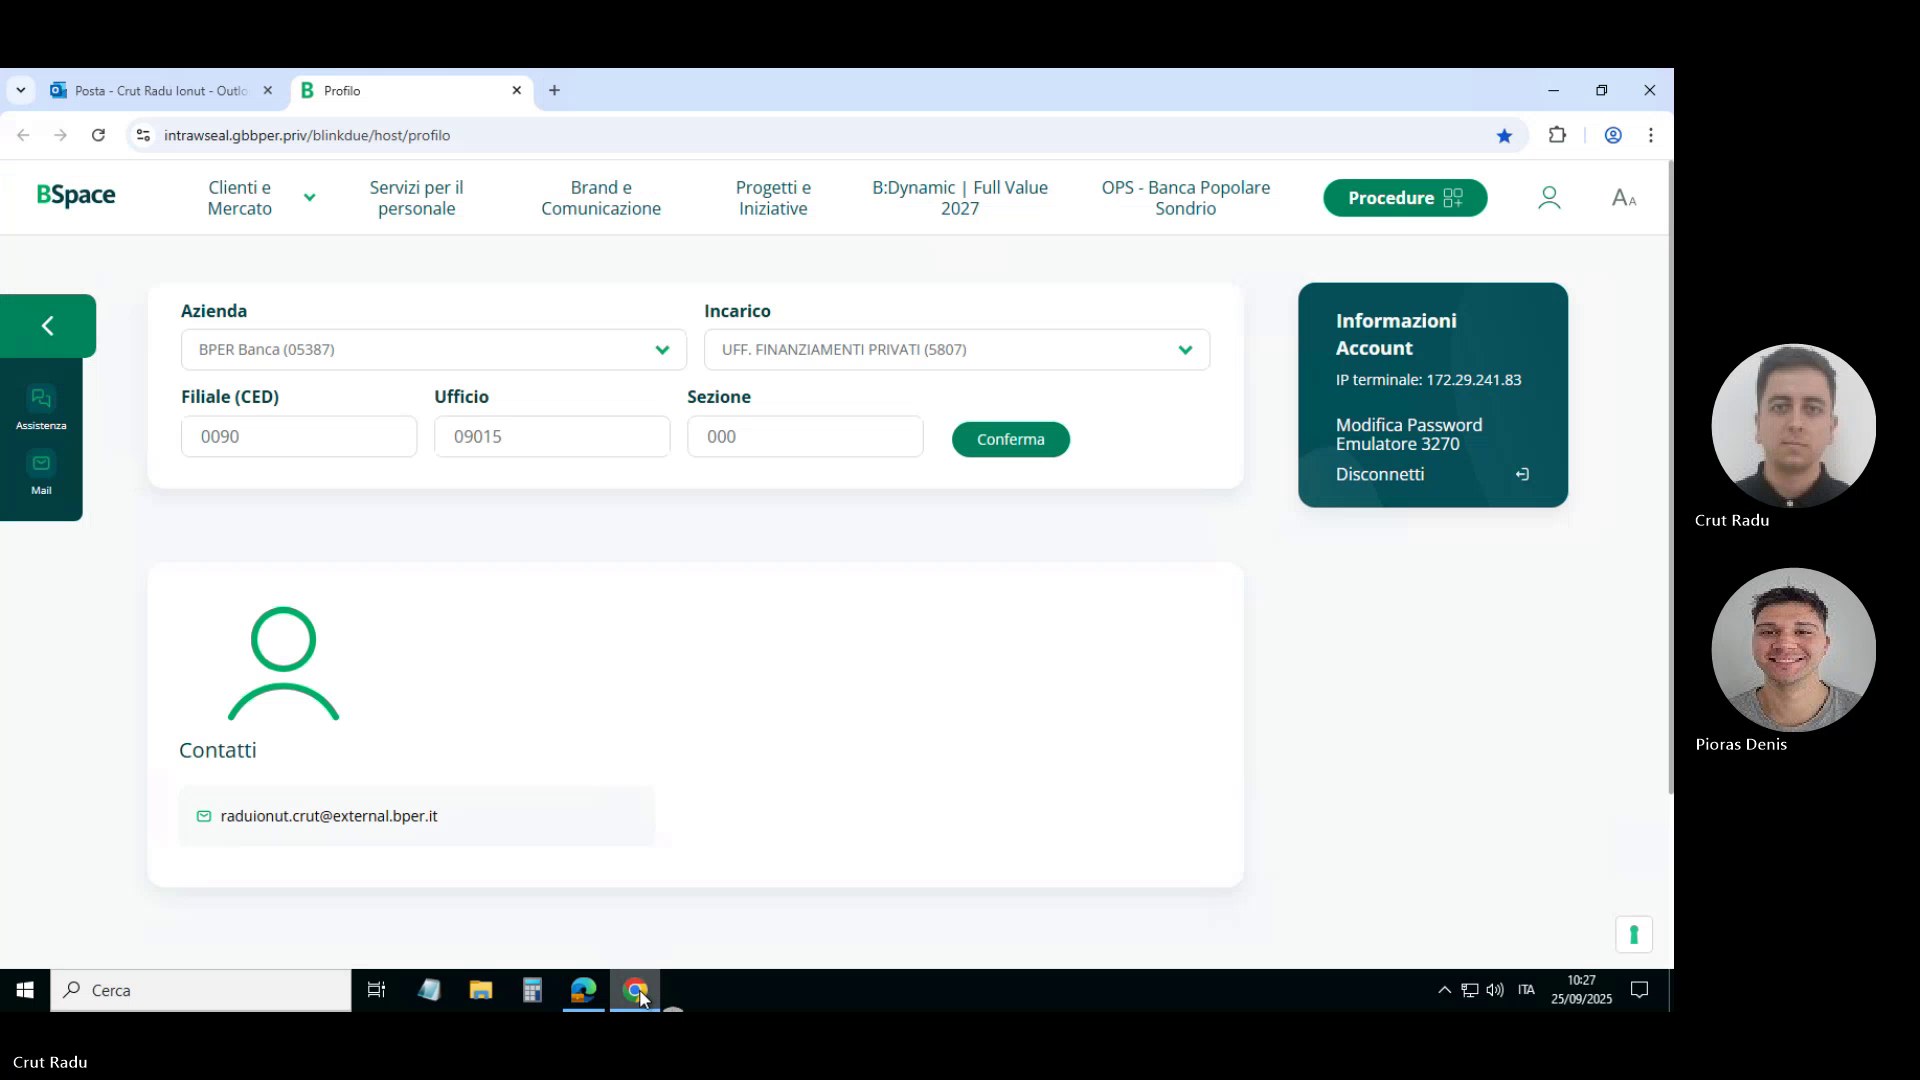 Posta - Crut Radu Ionut - Outlo
Profilo
intrawseal.gbbper.priv/blinkdue/host/profilo
BSpace
Clienti e
Mercato
Servizi per il
personale
Brand e
Comunicazione
Progetti e
Iniziative
B:Dynamic | Full Value
2027
OPS - Banca Popolare
Sondrio
Procedure
AA
Azienda
Incarico
BPER Banca (05387)
UFF. FINANZIAMENTI PRIVATI (5807)
Filiale (CED)
Ufficio
Sezione
0090
09015
000
Conferma
Informazioni
Account
IP terminale: 172.29.241.83
Modifica Password
Emulatore 3270
Disconnetti
Assistenza
Mail
Contatti
raduionut.crut@external.bper.it
Cerca
ITA
10:27
25/09/2025
Crut Radu
Pioras Denis
Crut Radu